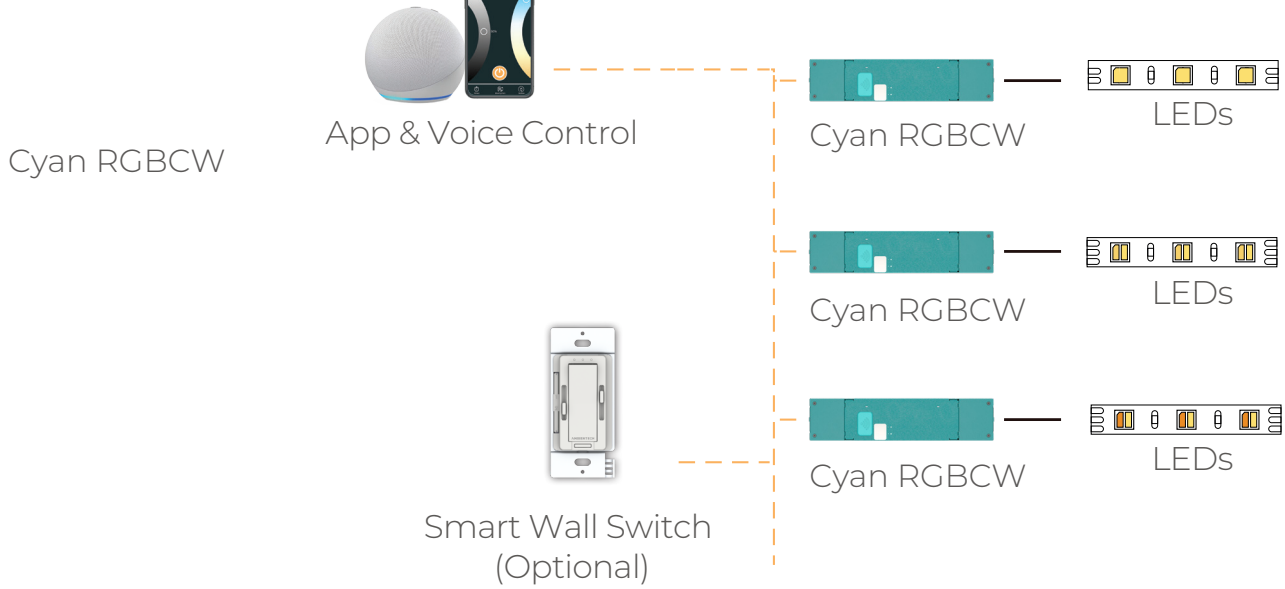 App & Voice Control
Cyan RGBCW
Cyan RGBCW
LEDs
Cyan RGBCW
LEDs
Cyan RGBCW
LEDs
Smart Wall Switch
(Optional)